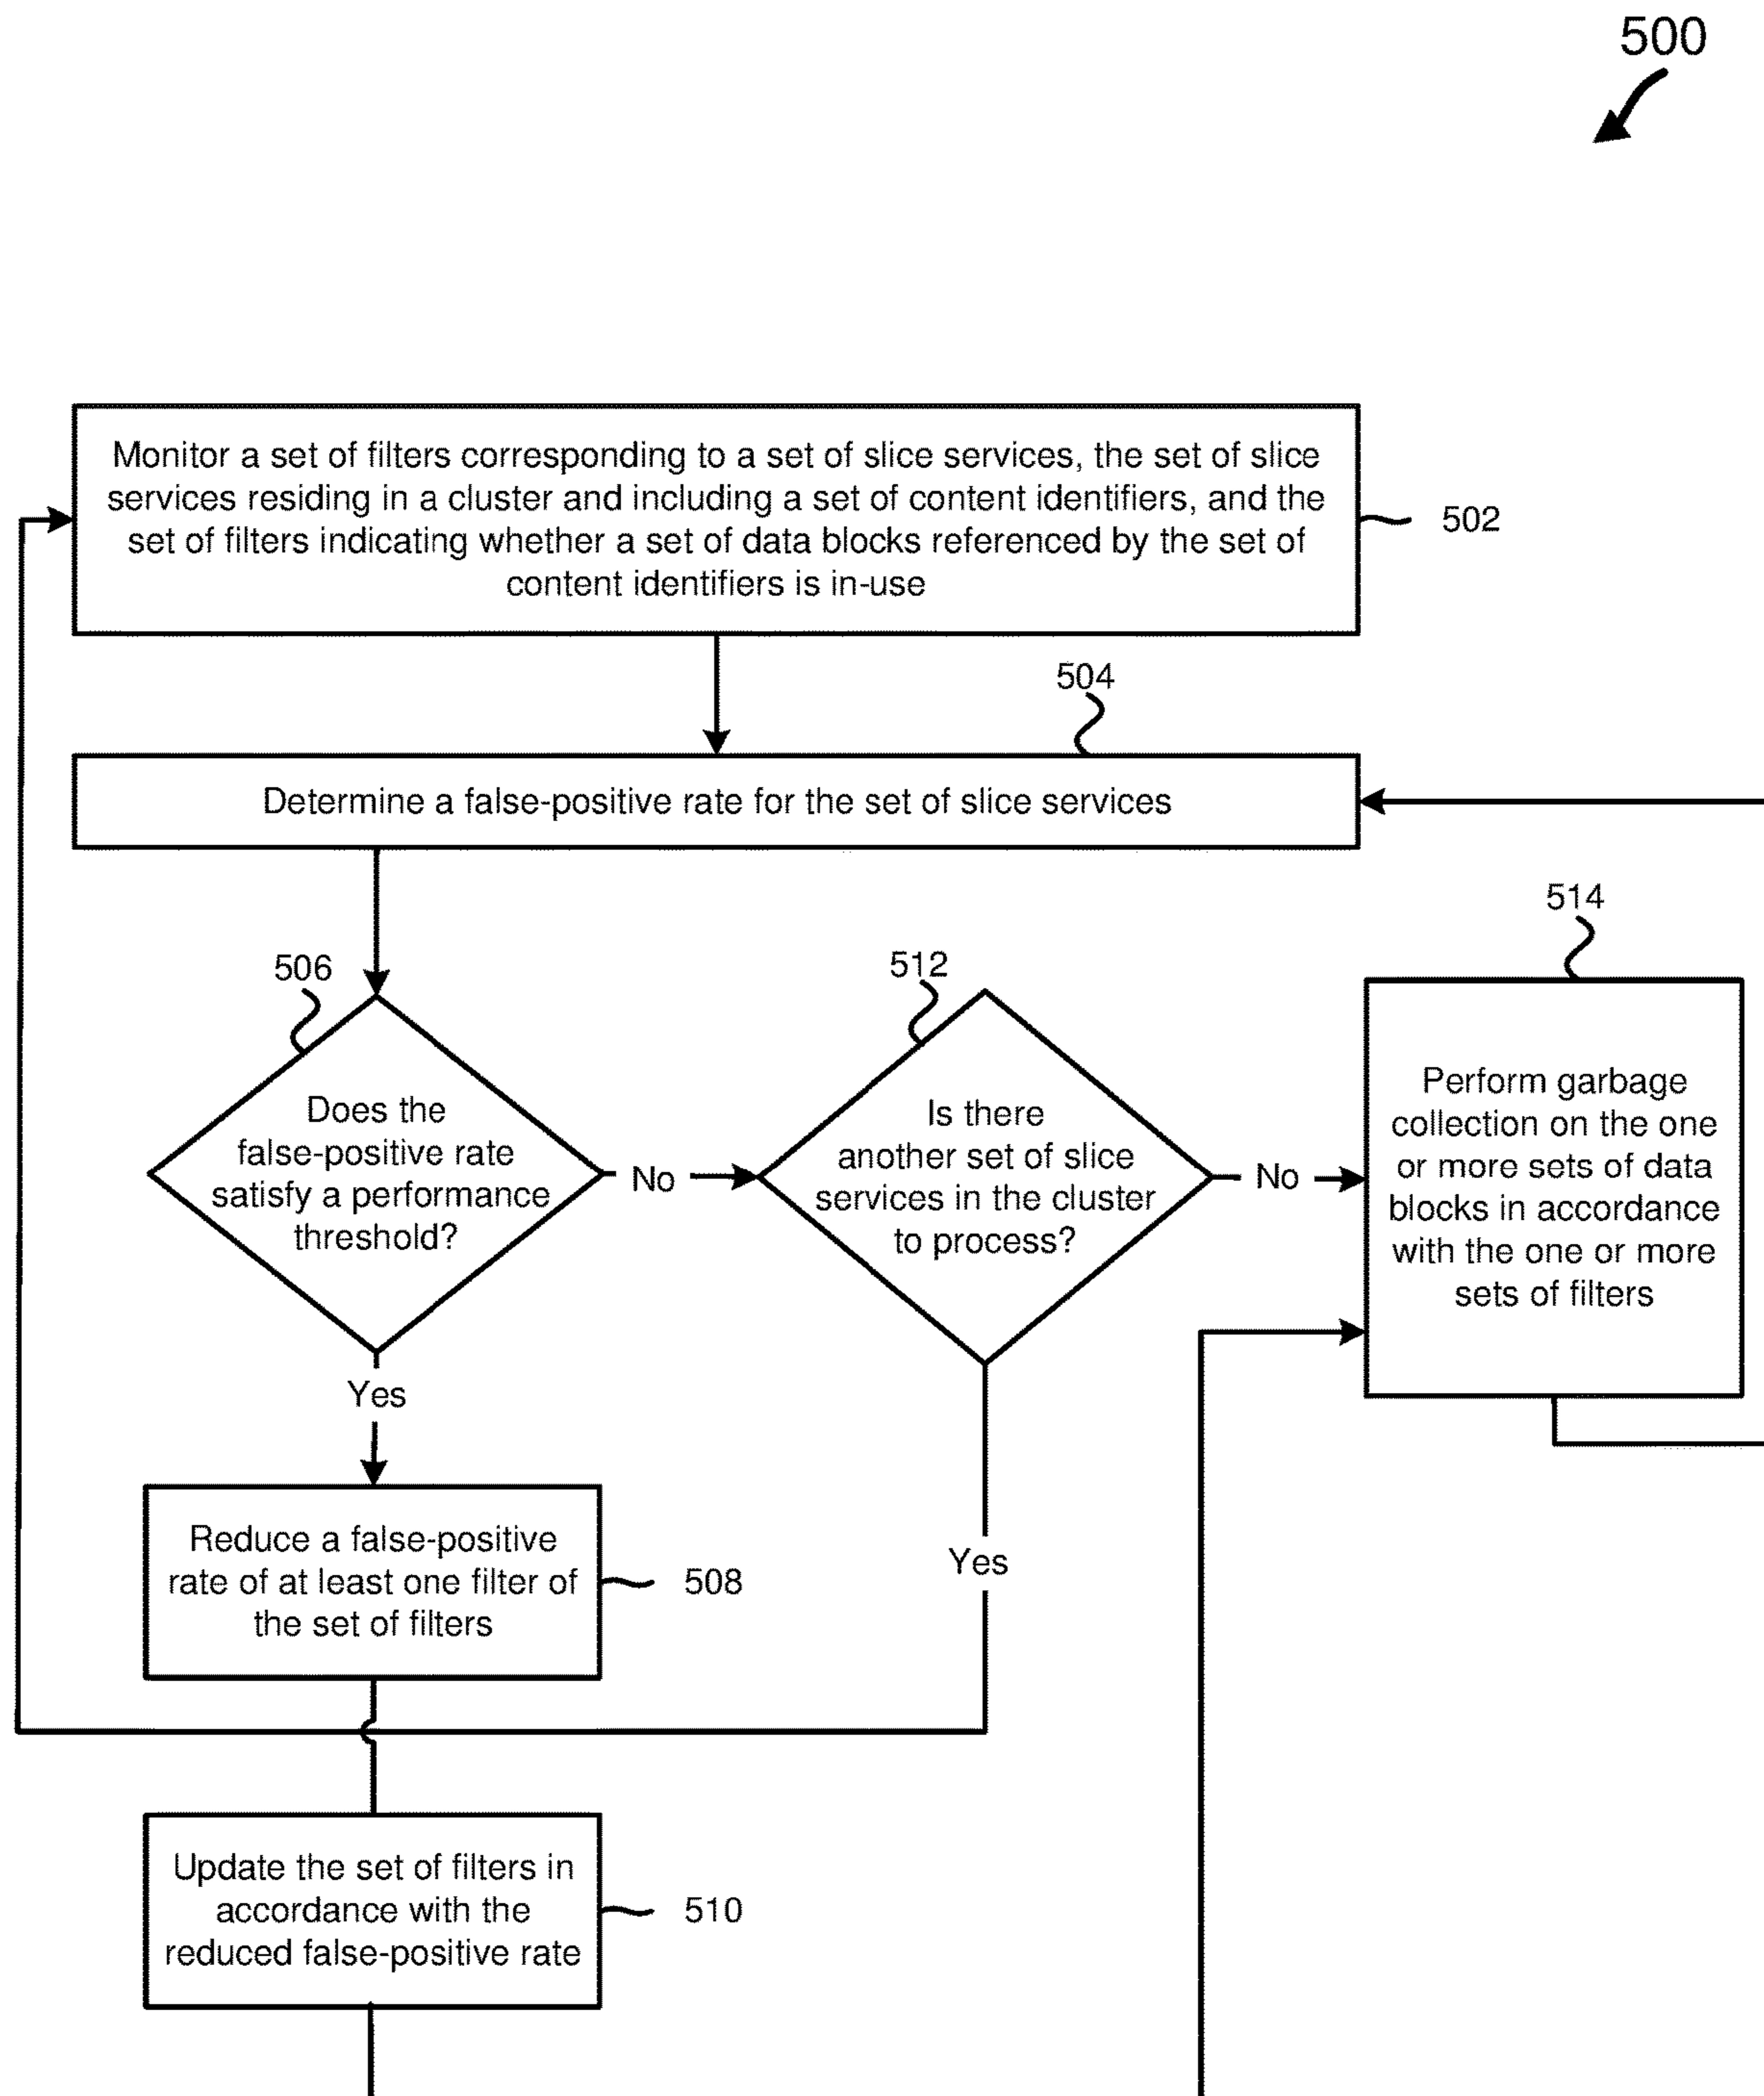 500
Monitor a set of filters corresponding to a set of slice services, the set of slice
services residing in a cluster and including a set of content identifiers, and the
set of filters indicating whether a set of data blocks referenced by the set of
content identifiers is in-use
502
504
Determine a false-positive rate for the set of slice services
506
Does the
false-positive rate
satisfy a performance
threshold?
No
512
Is there
another set of slice
services in the cluster
to process?
No
514
Perform garbage
collection on the one
or more sets of data
blocks in accordance
with the one or more
sets of filters
Yes
Reduce a false-positive
rate of at least one filter of
the set of filters
508
Yes
Update the set of filters in
accordance with the
reduced false-positive rate
510